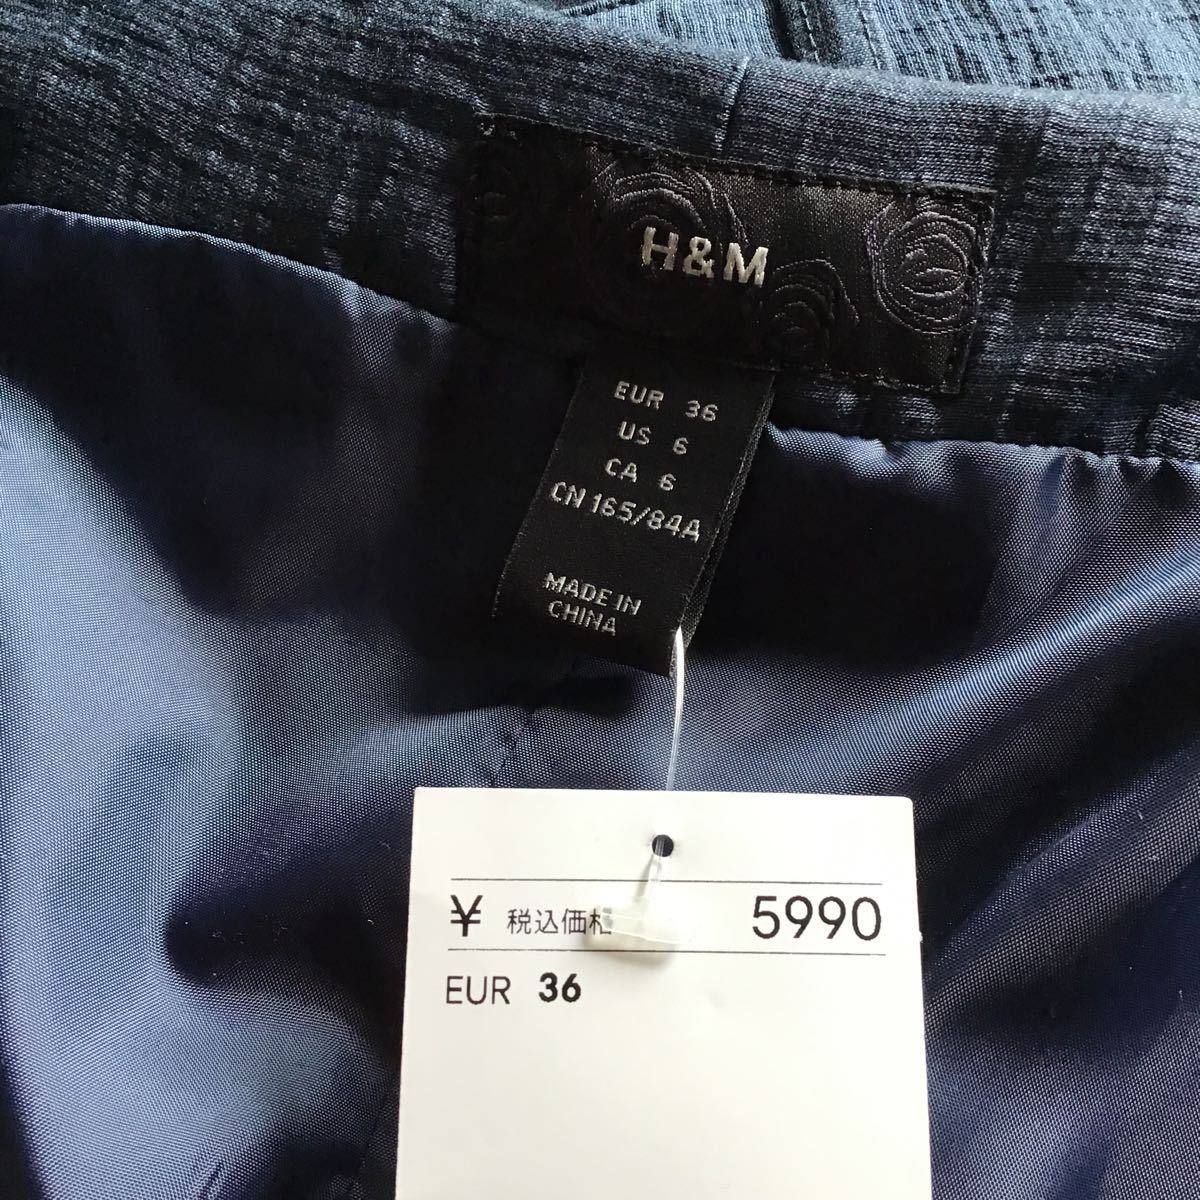 H&M
EUR 36
US 6
CA 6
CN 165/84A
MADE IN
CHINA
¥ 税込価格 5990
EUR 36